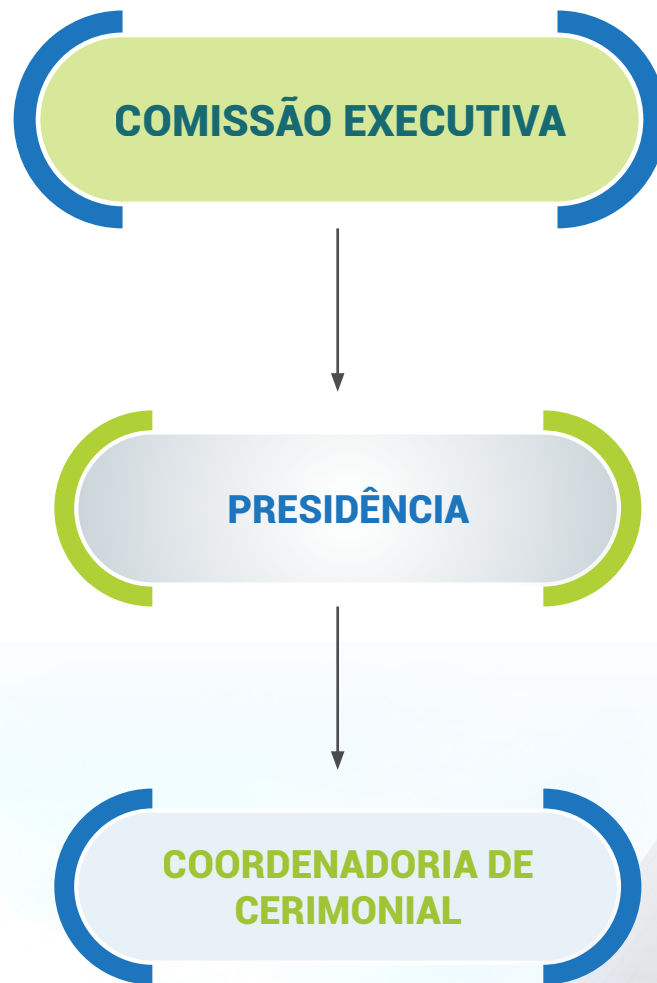 COMISSÃO EXECUTIVA
PRESIDÊNCIA
COORDENADORIA DE
CERIMONIAL